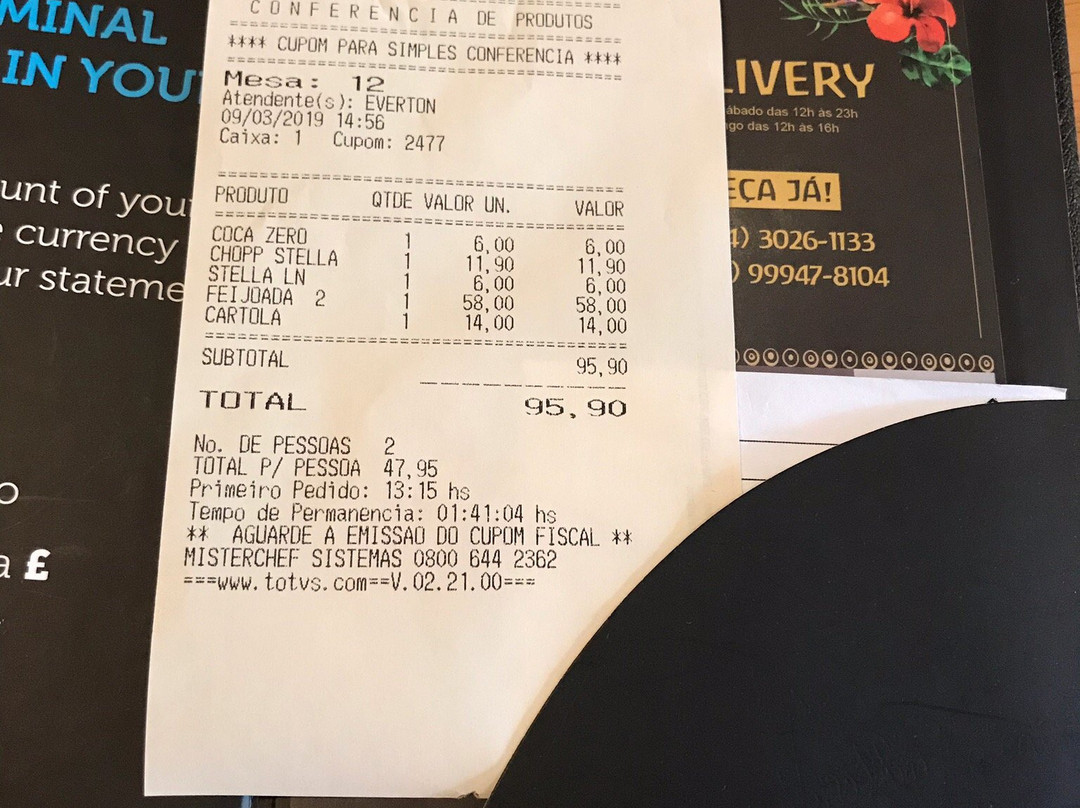 MINAL
IN YOU
unt of you
currency
ur stateme
£
CONFERENCIA DE PRODUTOS
==========================================
**** CUPOM PARA SIMPLES CONFERENCIA ****
==========================================
Mesa: 12
Atendente(s): EVERTON
09/03/2019 14:56
Caixa: 1 Cupom: 2477
==========================================
PRODUTO QTDE VALOR UN. VALOR
==========================================
COCA ZERO 1 6,00 6,00
CHOPP STELLA 1 11,90 11,90
STELLA LN 1 6,00 6,00
FEIJOADA 2 1 58,00 58,00
CARTOLA 1 14,00 14,00
==========================================
SUBTOTAL 95,90
--------------------
TOTAL 95,90
No. DE PESSOAS 2
TOTAL P/ PESSOA 47,95
Primeiro Pedido: 13:15 hs
Tempo de Permanencia: 01:41:04 hs
** AGUARDE A EMISSAO DO CUPOM FISCAL **
MISTERCHEF SISTEMAS 0800 644 2362
===www.totvs.com==V.02.21.00===
LIVERY
ábado das 12h às 23h
go das 12h às 16h
EÇA JÁ!
4) 3026-1133
) 99947-8104